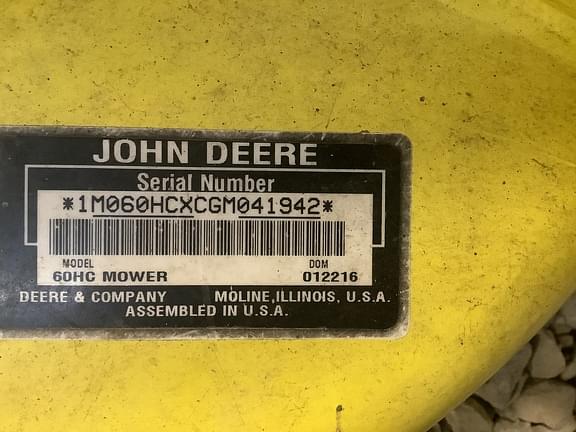 JOHN DEERE
Serial Number
*1M060HCXCGM041942*
MODEL DOM
60HC MOWER 012216
DEERE & COMPANY MOLINE, ILLINOIS, U.S.A.
ASSEMBLED IN U.S.A.